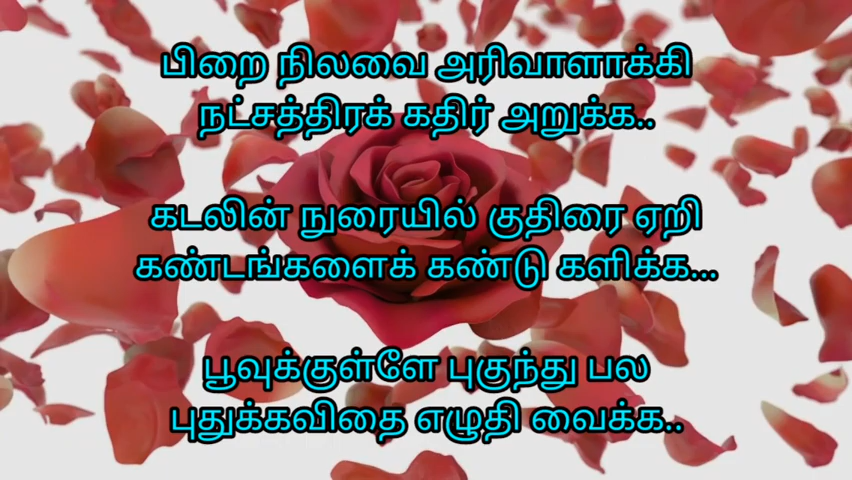 பிறை நிலவை அரிவாளாக்கி
நட்சத்திரக் கதிர் அறுக்க..
கடலின் நுரையில் குதிரை ஏறி
கண்டங்களைக் கண்டு களிக்க...
பூவுக்குள்ளே புகுந்து பல
புதுக்கவிதை எழுதி வைக்க..